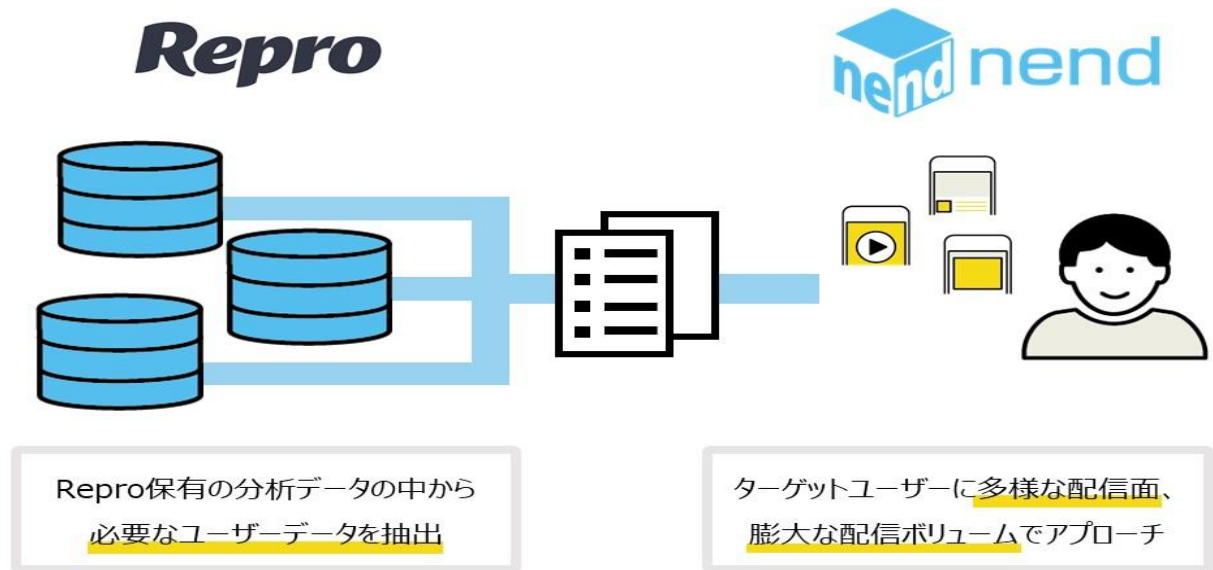 Repro
nend nend
Repro保有の分析データの中から
必要なユーザーデータを抽出
ターゲットユーザーに多様な配信面、
膨大な配信ボリュームでアプローチ